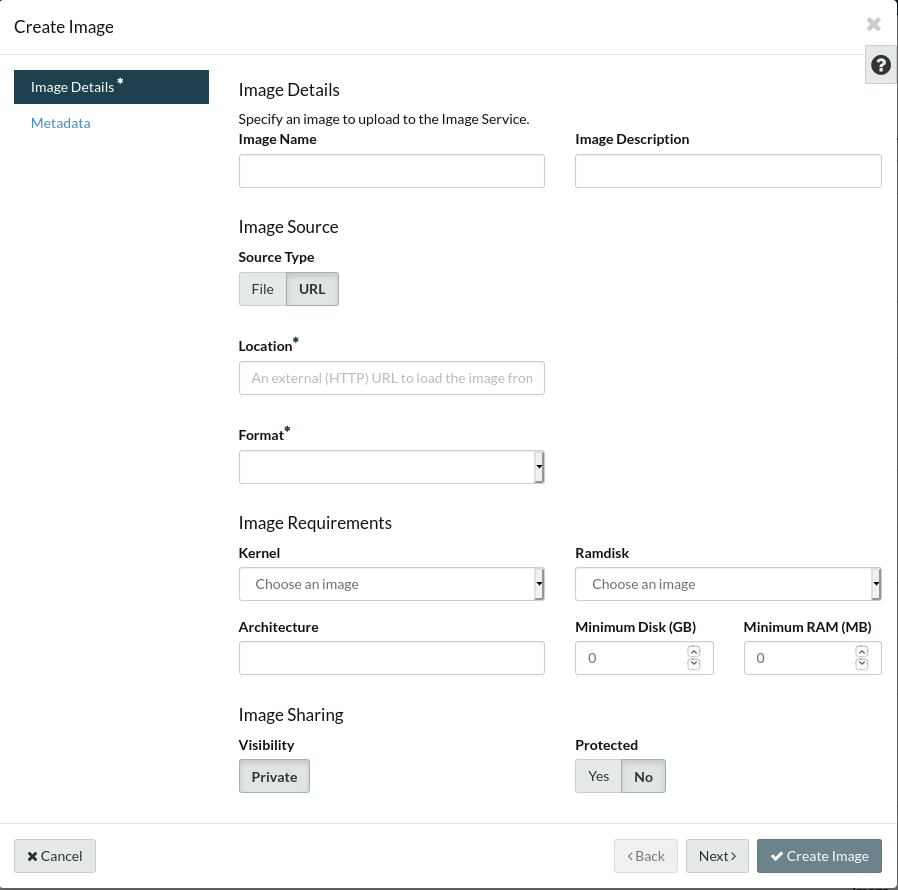 Create Image
Image Details *
Metadata
Image Details
Specify an image to upload to the Image Service.
Image Name
Image Description
Image Source
Source Type
File
URL
Location*
An external (HTTP) URL to load the image from
Format*
Image Requirements
Kernel
Ramdisk
Choose an image
Choose an image
Architecture
Minimum Disk (GB)
Minimum RAM (MB)
0
0
Image Sharing
Visibility
Protected
Private
Yes
No
Cancel
< Back
Next >
Create Image